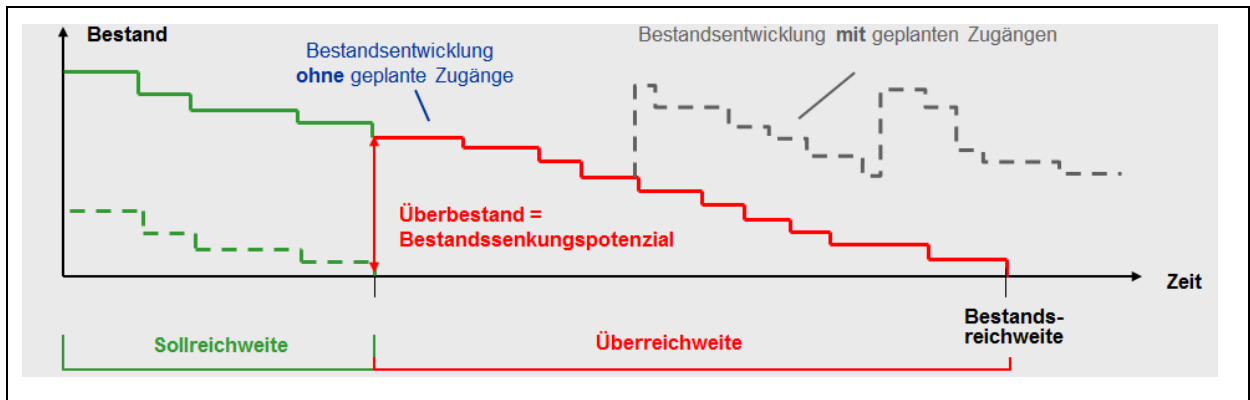 Bestand
Bestandsentwicklung
ohne geplante Zugänge
Bestandsentwicklung mit geplanten Zugängen
Überbestand =
Bestandssenkungspotenzial
Zeit
Bestands-
reichweite
Sollreichweite
Überreichweite